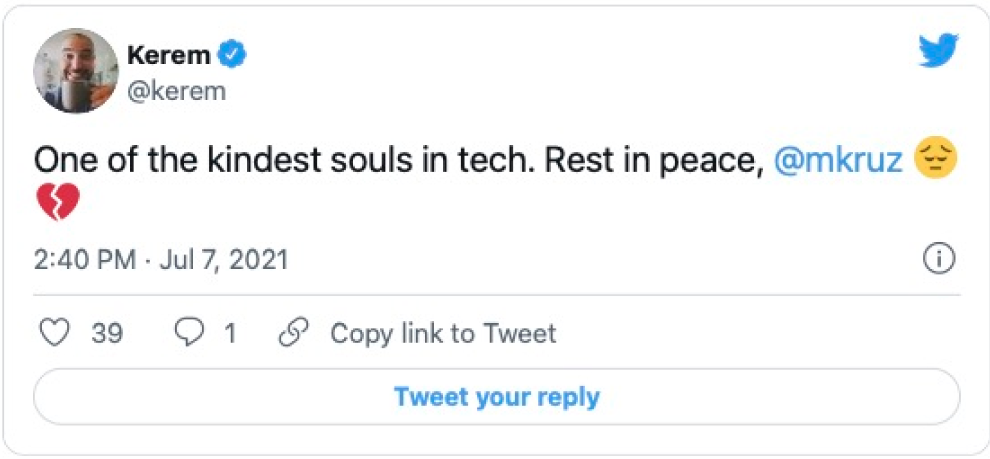 Kerem
@kerem
One of the kindest souls in tech. Rest in peace, @mkruz 😔
💔
2:40 PM · Jul 7, 2021
39 1 Copy link to Tweet
Tweet your reply